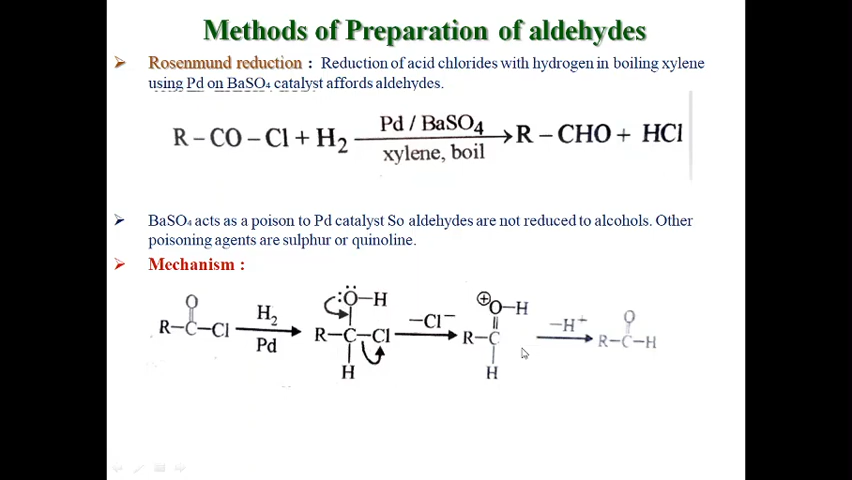 Methods of Preparation of aldehydes
Rosenmund reduction : Reduction of acid chlorides with hydrogen in boiling xylene
using Pd on BaSO₄ catalyst affords aldehydes.
R – CO – Cl + H₂ Pd / BaSO₄ xylene, boil → R – CHO + HCl
BaSO₄ acts as a poison to Pd catalyst So aldehydes are not reduced to alcohols. Other
poisoning agents are sulphur or quinoline.
Mechanism :
O :Ö–H ⊕O–H O
R–C–Cl H₂ Pd → R–C–Cl –Cl⁻ → R–C –H⁺ → R–C–H
H H